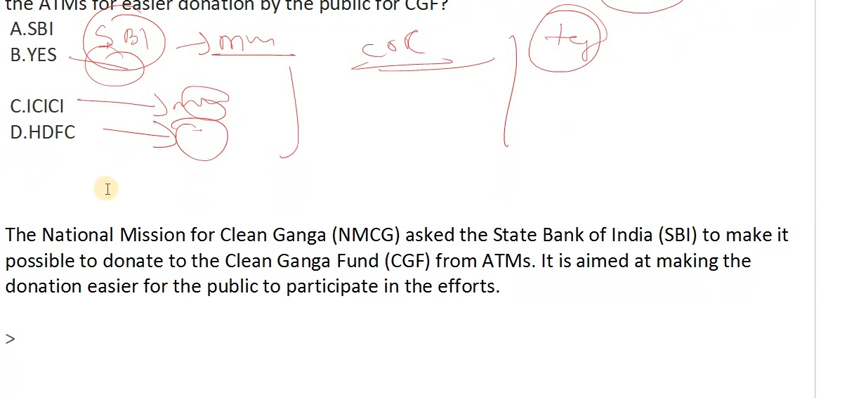 the ATMs for easier donation by the public for CGF?
A.SBI
SBI
B.YES
C.ICICI
D.HDFC
The National Mission for Clean Ganga (NMCG) asked the State Bank of India (SBI) to make it
possible to donate to the Clean Ganga Fund (CGF) from ATMs. It is aimed at making the
donation easier for the public to participate in the efforts.
>